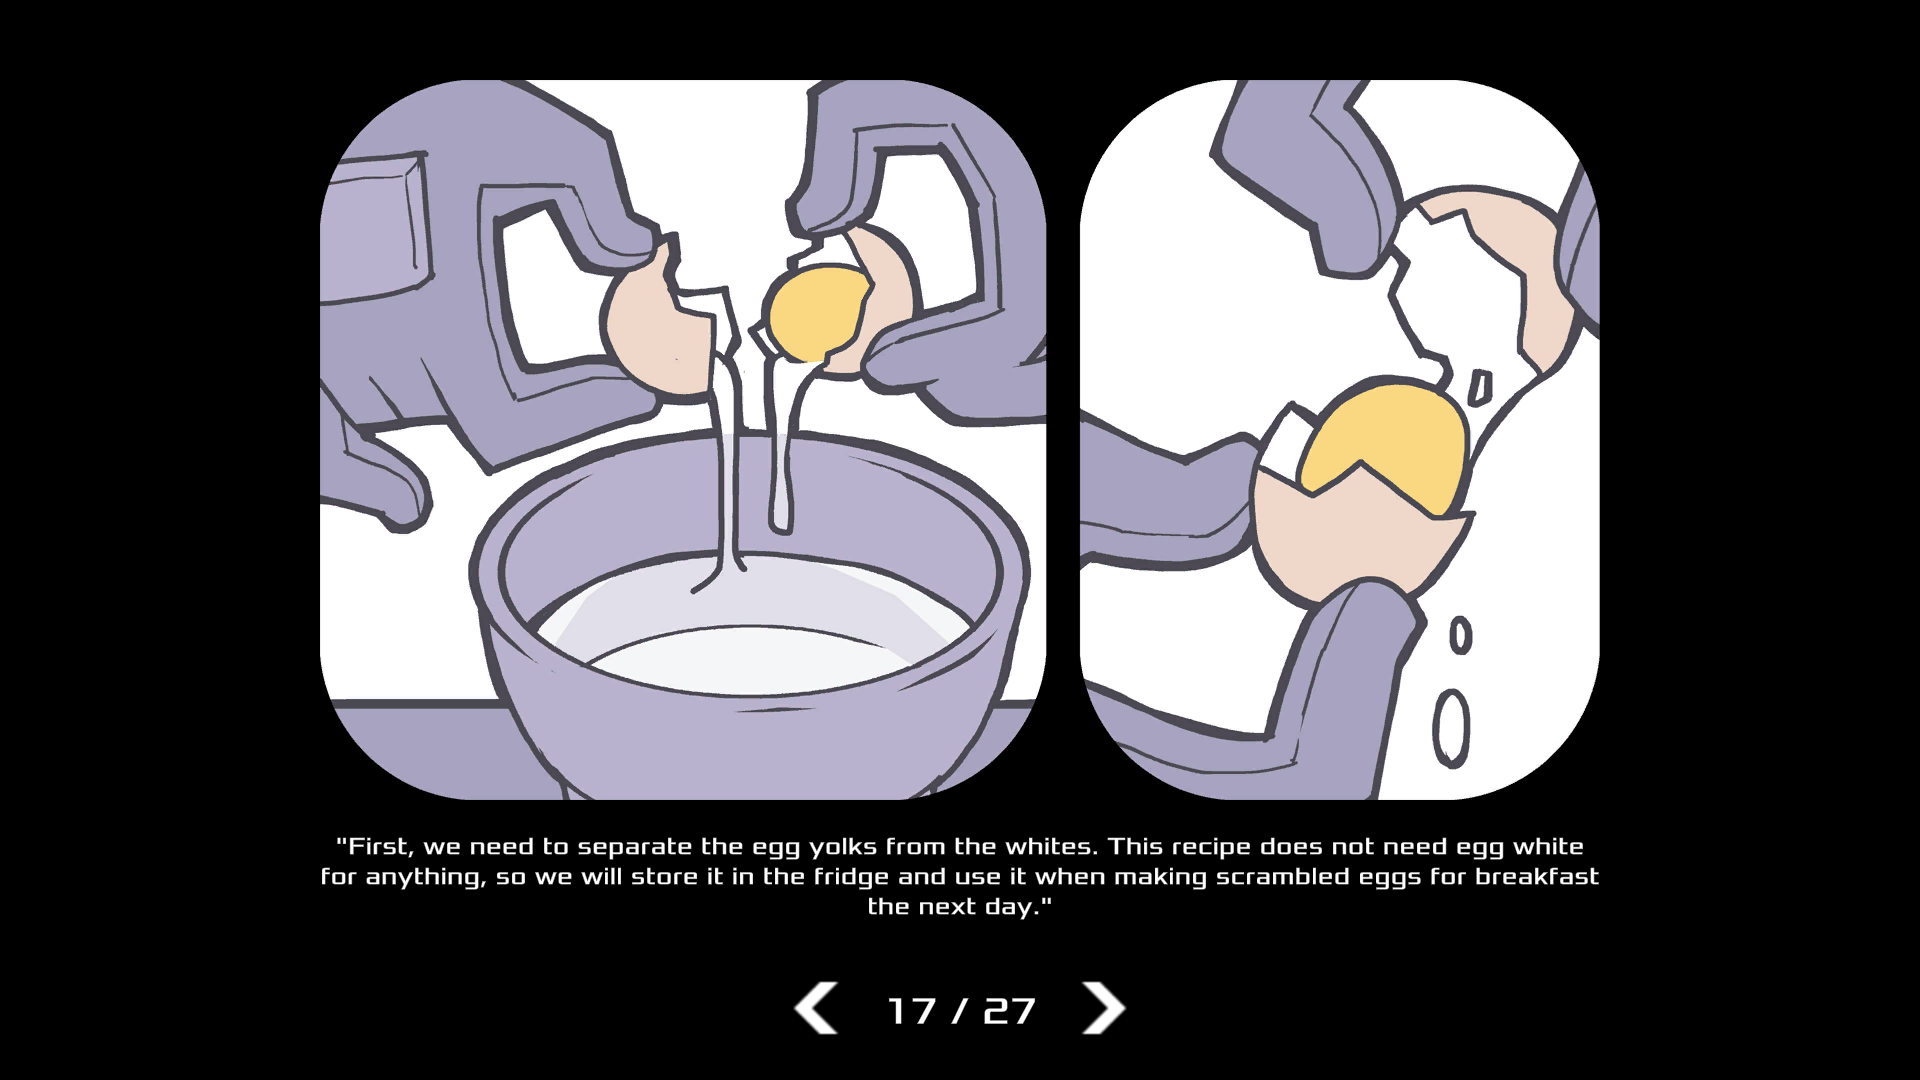 "First, we need to separate the egg yolks from the whites. This recipe does not need egg white
for anything, so we will store it in the fridge and use it when making scrambled eggs for breakfast
the next day."
17 / 27